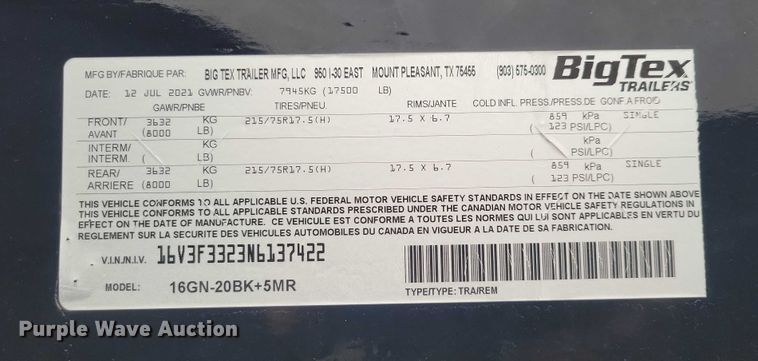 MFG BY/FABRIQUE PAR: BIG TEX TRAILER MFG, LLC 950 I-30 EAST MOUNT PLEASANT, TX 75455 (903) 575-0300 BigTex TRAILERS
DATE: 12 JUL 2021 GVWR/PNBV: 7945KG (17500 LB)
GAWR/PNBE TIRES/PNEU RIMS/JANTE COLD INFL. PRESS/PRESS.DE GONF.A FROID
FRONT/ 3632 KG 215/75R17.5(H) 17.5 X 6.7 859 kPa SINGLE
AVANT (8000 LB) ( 123 PSI/LPC)
INTERM/ KG kPa
INTERM. ( LB) ( PSI/LPC)
REAR/ 3632 KG 215/75R17.5(H) 17.5 X 6.7 859 kPa SINGLE
ARRIERE (8000 LB) ( 123 PSI/LPC)
THIS VEHICLE CONFORMS TO ALL APPLICABLE U.S. FEDERAL MOTOR VEHICLE SAFETY STANDARDS IN EFFECT ON THE DATE SHOWN ABOVE
THIS VEHICLE CONFORMS TO ALL APPLICABLE STANDARDS PRESCRIBED UNDER THE CANADIAN MOTOR VEHICLE SAFETY REGULATIONS
IN EFFECT ON THE DATE OF MANUFACTURE. CE VEHICULE EST CONFORME A TOUTES LES NORMES QUI LUI SONT APPLICABLES EN VERTU DU
REGLEMENT SUR LA SECURITE DES VEHICULES AUTOMOBILES DU CANADA EN VIGUEUR A LA DATE DE SA FABRICATION.
V.I.N./N.I.V. 16V3F3323N6137422
MODEL: 16GN-20BK+5MR TYPE/TYPE: TRA/REM
Purple Wave Auction